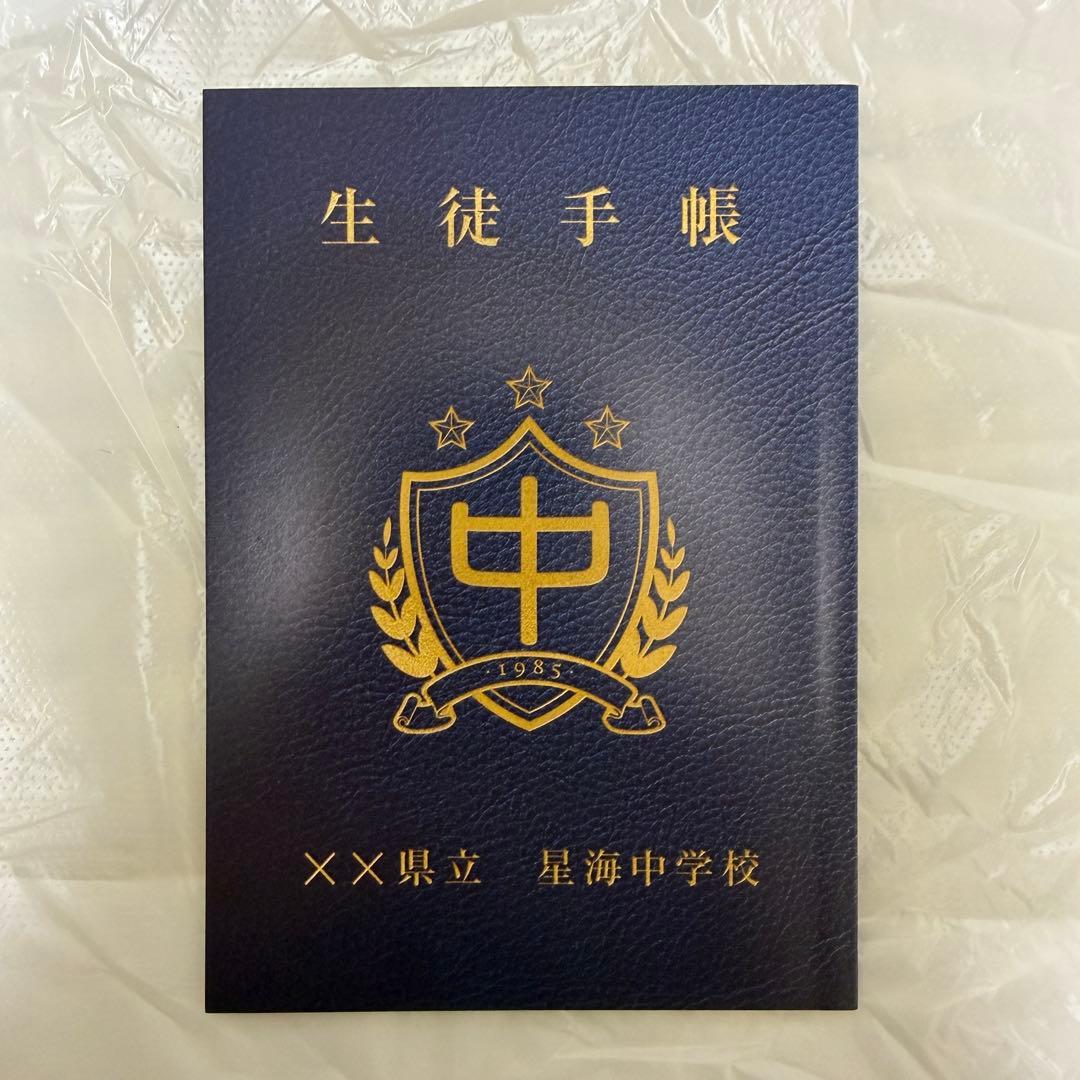 生徒手帳
中
1985
××県立　星海中学校